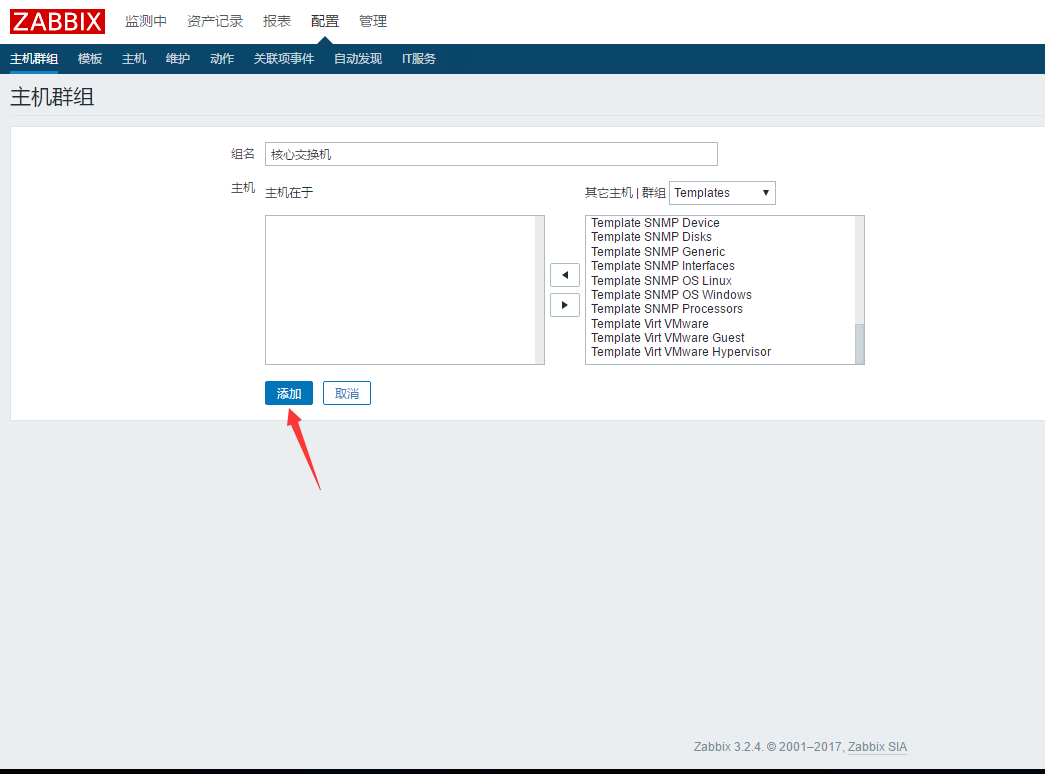 ZABBIX 监测中 资产记录 报表 配置 管理
主机群组 模板 主机 维护 动作 关联项事件 自动发现 IT服务
主机群组
组名 核心交换机
主机 主机在于 其它主机 | 群组 Templates
Template SNMP Device
Template SNMP Disks
Template SNMP Generic
Template SNMP Interfaces
Template SNMP OS Linux
Template SNMP OS Windows
Template SNMP Processors
Template Virt VMware
Template Virt VMware Guest
Template Virt VMware Hypervisor
添加 取消
Zabbix 3.2.4. © 2001–2017, Zabbix SIA